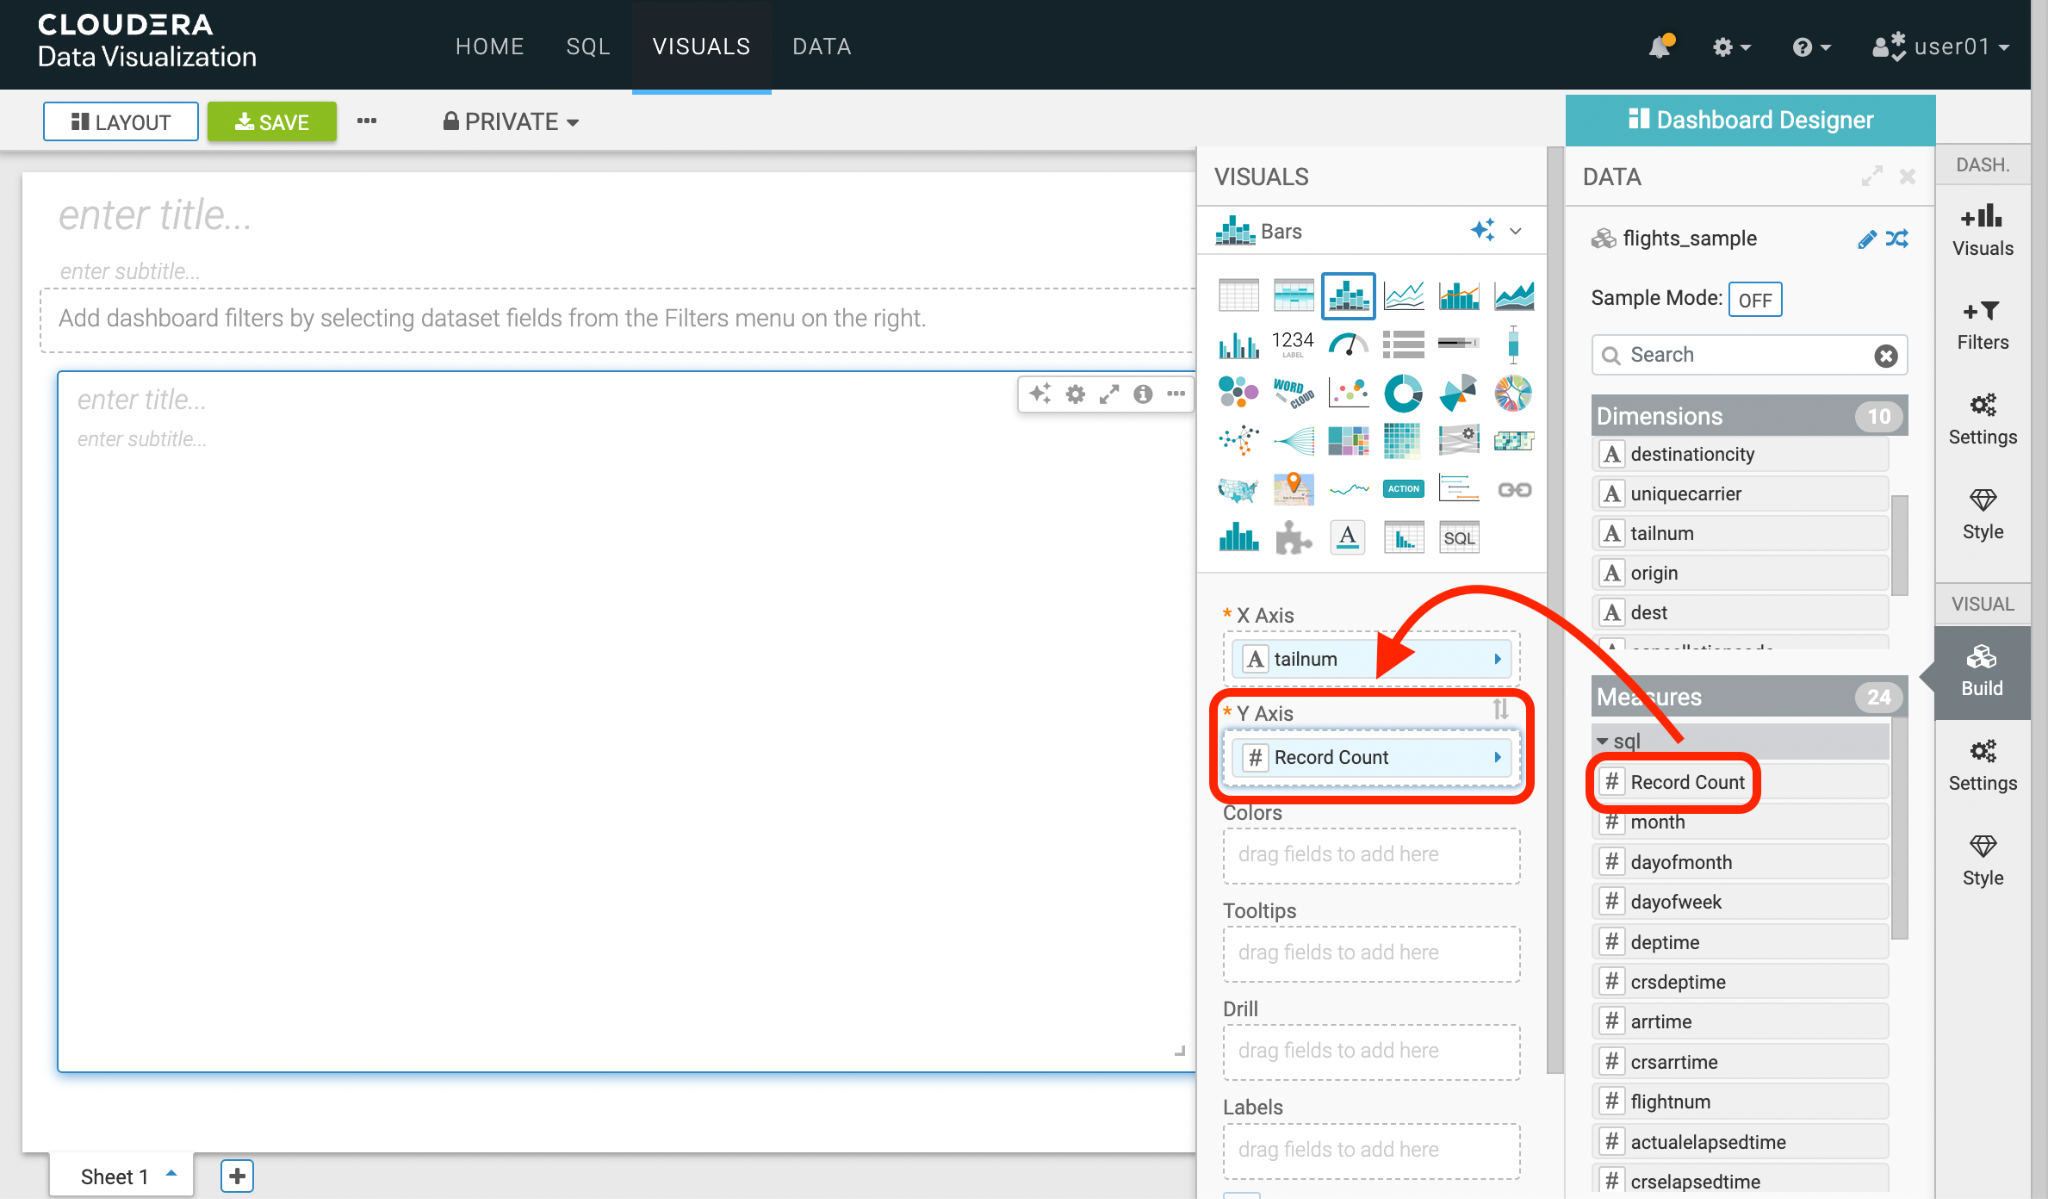 CLOUDERA
Data Visualization
HOME
SQL
VISUALS
DATA
user01
LAYOUT
SAVE
PRIVATE
Dashboard Designer
enter title...
enter subtitle...
Add dashboard filters by selecting dataset fields from the Filters menu on the right.
enter title...
enter subtitle...
Sheet 1
VISUALS
Bars
1234
LABEL
WORD
CLOUD
ACTION
A
SQL
* X Axis
A tailnum
* Y Axis
# Record Count
Colors
drag fields to add here
Tooltips
drag fields to add here
Drill
drag fields to add here
Labels
drag fields to add here
DATA
flights_sample
Sample Mode: OFF
Search
Dimensions 10
A destinationcity
A uniquecarrier
A tailnum
A origin
A dest
Measures 24
sql
# Record Count
# month
# dayofmonth
# dayofweek
# deptime
# crsdeptime
# arrtime
# crsarrtime
# flightnum
# actualelapsedtime
# crselapsedtime
DASH.
Visuals
Filters
Settings
Style
VISUAL
Build
Settings
Style